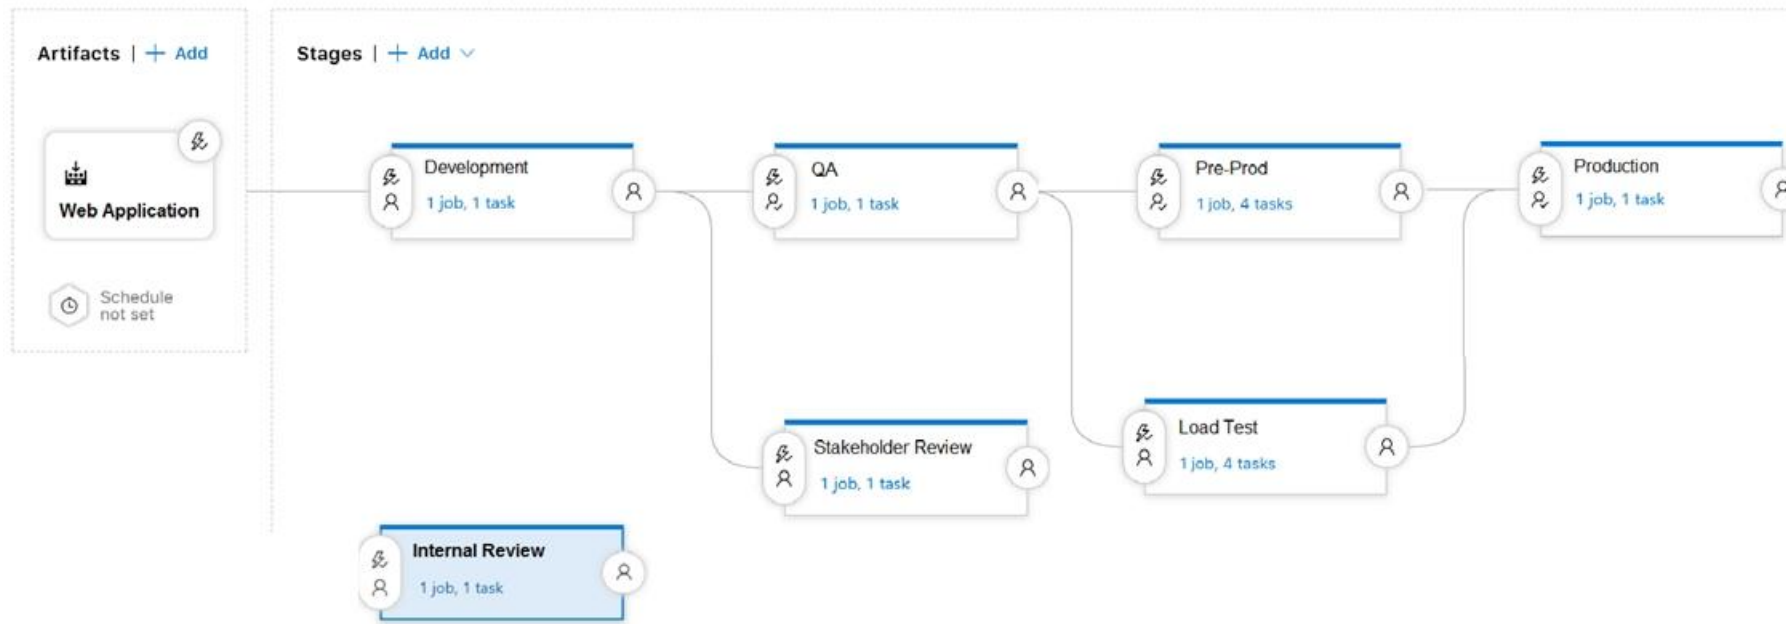 Artifacts | + Add
Stages | + Add
Web Application
Schedule
not set
Development
1 job, 1 task
QA
1 job, 1 task
Pre-Prod
1 job, 4 tasks
Production
1 job, 1 task
Stakeholder Review
1 job, 1 task
Load Test
1 job, 4 tasks
Internal Review
1 job, 1 task